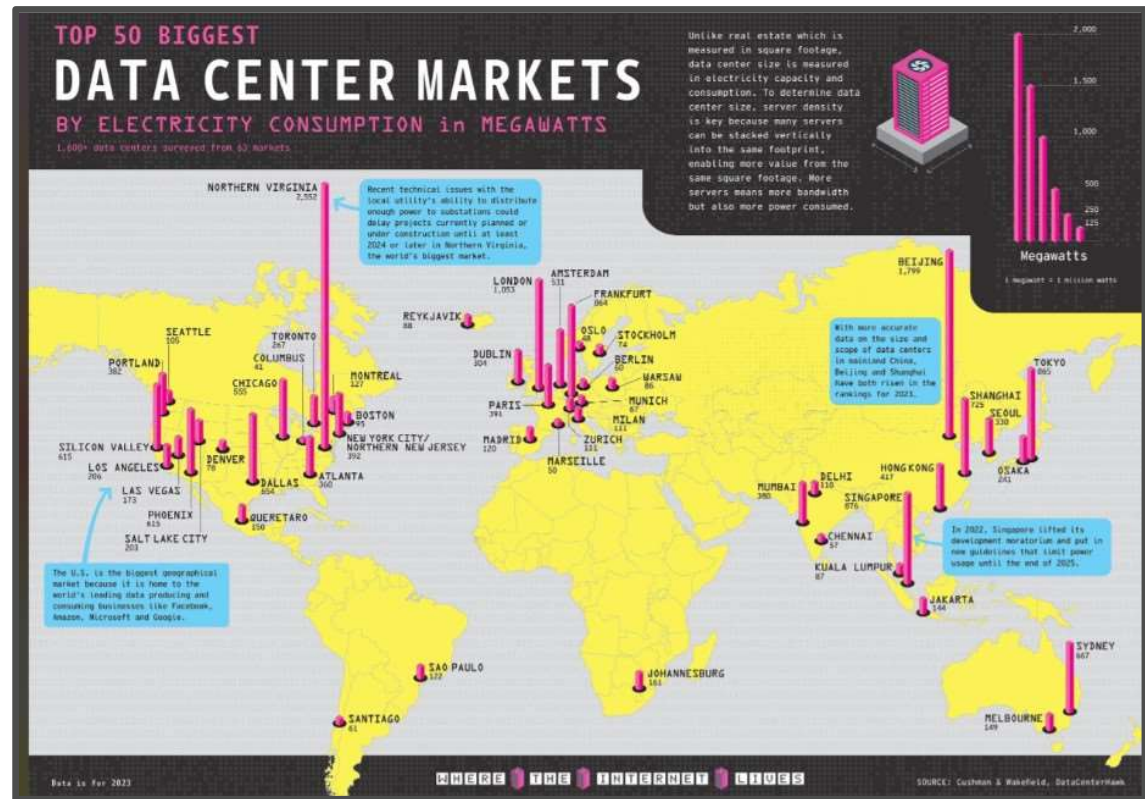 TOP 50 BIGGEST
DATA CENTER MARKETS
BY ELECTRICITY CONSUMPTION in MEGAWATTS
1,600+ data centers surveyed from 63 markets
Unlike real estate which is
measured in square footage,
data center size is measured
in electricity capacity and
consumption. To determine data
center size, server density
is key because many servers
can be stacked vertically
into the same footprint,
enabling more value from the
same square footage. More
servers means more bandwidth
but also more power consumed.
2,000
1,500
1,000
500
250
125
Megawatts
1 megawatt = 1 million watts
NORTHERN VIRGINIA
2,552
Recent technical issues with the
local utility's ability to distribute
enough power to substations could
delay projects currently planned or
under construction until at least
2024 or later in Northern Virginia,
the world's biggest market.
BEIJING
1,799
LONDON
1,053
AMSTERDAM
531
FRANKFURT
864
REYKJAVIK
88
OSLO
48
STOCKHOLM
74
SEATTLE
105
TORONTO
267
COLUMBUS
41
PORTLAND
382
CHICAGO
555
MONTREAL
127
DUBLIN
304
BERLIN
60
WARSAW
86
With more accurate
data on the size and
scope of data centers
in mainland China,
Beijing and Shanghai
have both risen in the
rankings for 2023.
TOKYO
865
SHANGHAI
725
SEOUL
330
BOSTON
95
PARIS
391
MUNICH
67
MILAN
111
ZURICH
111
SILICON VALLEY
615
NEW YORK CITY/
NORTHERN NEW JERSEY
392
MADRID
120
MARSEILLE
50
DENVER
78
LOS ANGELES
206
DALLAS
654
ATLANTA
360
HONG KONG
417
OSAKA
241
MUMBAI
380
DELHI
110
SINGAPORE
876
LAS VEGAS
173
PHOENIX
615
QUERETARO
150
SALT LAKE CITY
203
CHENNAI
57
In 2022, Singapore lifted its
development moratorium and put in
new guidelines that limit power
usage until the end of 2025.
KUALA LUMPUR
87
JAKARTA
144
The U.S. is the biggest geographical
market because it is home to the
world's leading data producing and
consuming businesses like Facebook,
Amazon, Microsoft and Google.
SAO PAULO
122
JOHANNESBURG
161
SYDNEY
667
SANTIAGO
61
MELBOURNE
149
Data is for 2023
WHERE THE INTERNET LIVES
SOURCE: Cushman & Wakefield, DataCenterHawk